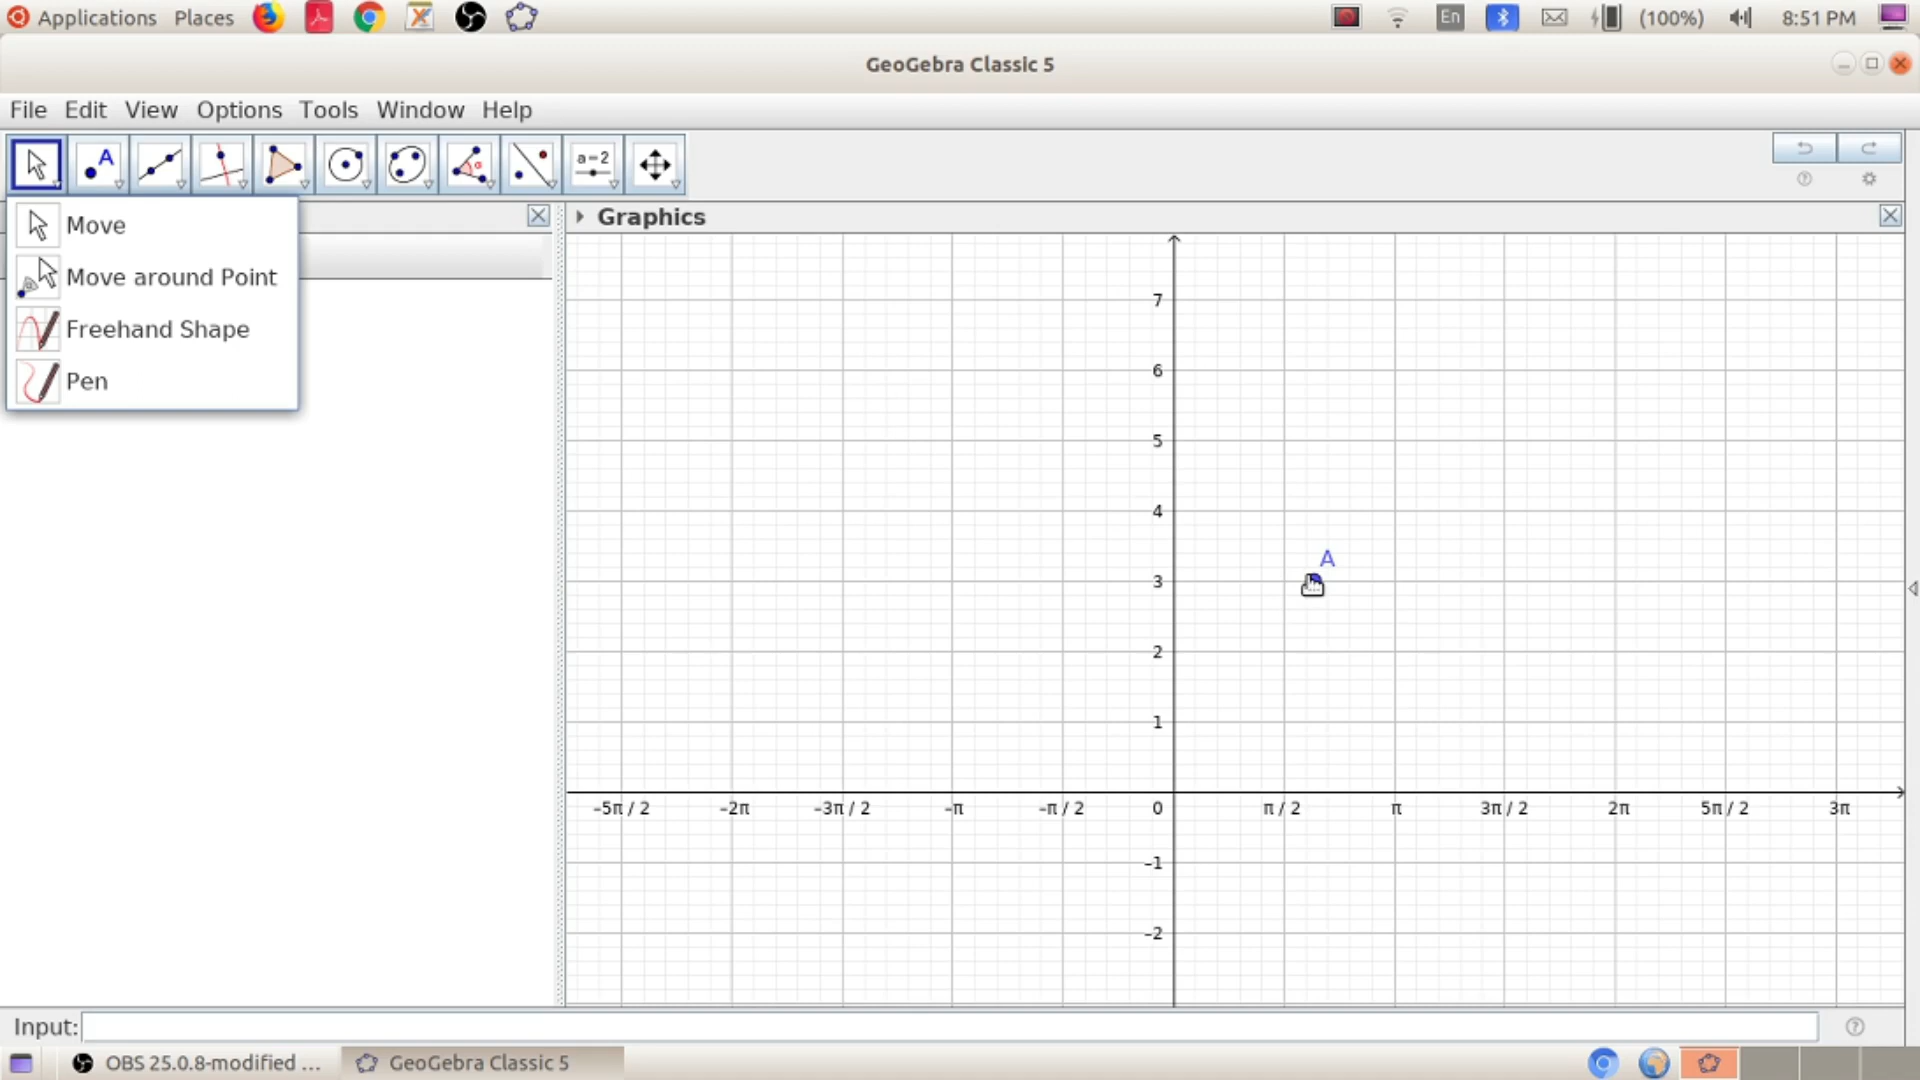 Applications Places En (100%) 8:51 PM
GeoGebra Classic 5
File Edit View Options Tools Window Help
A α a=2
Move
Move around Point
Freehand Shape
Pen
Graphics
7
6
5
4
A
3
2
1
-5π / 2 -2π -3π / 2 -π -π / 2 0 π / 2 π 3π / 2 2π 5π / 2 3π
-1
-2
Input:
OBS 25.0.8-modified ... GeoGebra Classic 5